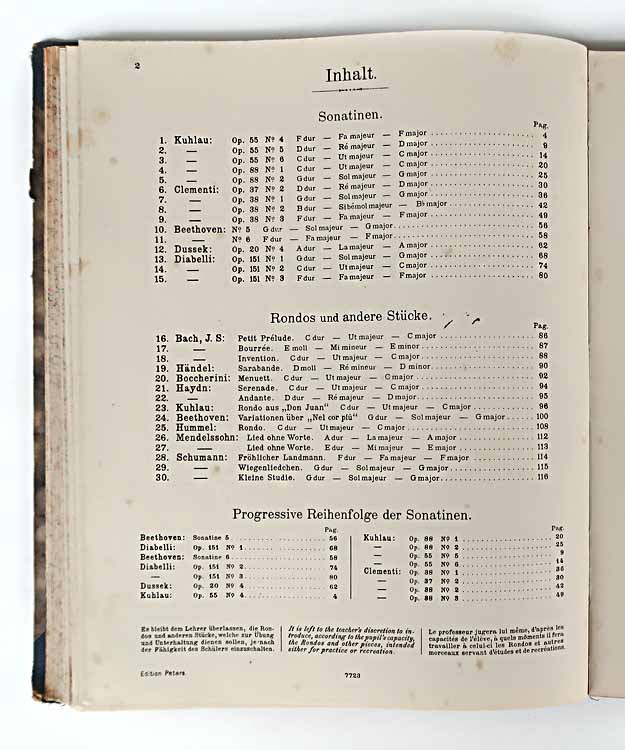 2
Inhalt.
Sonatinen.
Pag.
1. Kuhlau: Op. 55 Nº 4 F dur — Fa majeur — F major 4
2. — Op. 55 Nº 5 D dur — Ré majeur — D major 9
3. — Op. 55 Nº 6 C dur — Ut majeur — C major 14
4. — Op. 88 Nº 1 C dur — Ut majeur — C major 20
5. — Op. 88 Nº 2 G dur — Sol majeur — G major 25
6. Clementi: Op. 37 Nº 2 D dur — Ré majeur — D major 30
7. — Op. 38 Nº 1 G dur — Sol majeur — G major 36
8. — Op. 38 Nº 2 B dur — Si bémol majeur — B♭ major 42
9. — Op. 38 Nº 3 F dur — Fa majeur — F major 49
10. Beethoven: Nº 5 G dur — Sol majeur — G major 56
11. — Nº 6 F dur — Fa majeur — F major 58
12. Dussek: Op. 20 Nº 4 A dur — La majeur — A major 62
13. Diabelli: Op. 151 Nº 1 G dur — Sol majeur — G major 68
14. — Op. 151 Nº 2 C dur — Ut majeur — C major 74
15. — Op. 151 Nº 3 F dur — Fa majeur — F major 80
Rondos und andere Stücke.
Pag.
16. Bach, J. S: Petit Prélude. C dur — Ut majeur — C major 86
17. — Bourrée. E moll — Mi mineur — E minor 87
18. — Invention. C dur — Ut majeur — C major 88
19. Händel: Sarabande. D moll — Ré mineur — D minor 90
20. Boccherini: Menuett. C dur — Ut majeur — C major 92
21. Haydn: Serenade. C dur — Ut majeur — C major 94
22. — Andante. D dur — Ré majeur — D major 95
23. Kuhlau: Rondo aus „Don Juan“ C dur — Ut majeur — C major 96
24. Beethoven: Variationen über „Nel cor più“ G dur — Sol majeur — G major 100
25. Hummel: Rondo. C dur — Ut majeur — C major 108
26. Mendelssohn: Lied ohne Worte. A dur — La majeur — A major 112
27. — Lied ohne Worte. E dur — Mi majeur — E major 113
28. Schumann: Fröhlicher Landmann. F dur — Fa majeur — F major 114
29. — Wiegenliedchen. G dur — Sol majeur — G major 115
30. — Kleine Studie. G dur — Sol majeur — G major 116
Progressive Reihenfolge der Sonatinen.
Pag.
Beethoven: Sonatine 5 56
Diabelli: Op. 151 Nº 1 68
Beethoven: Sonatine 6 58
Diabelli: Op. 151 Nº 2 74
— Op. 151 Nº 3 80
Dussek: Op. 20 Nº 4 62
Kuhlau: Op. 55 Nº 4 4
Pag.
Kuhlau: Op. 88 Nº 1 20
— Op. 88 Nº 2 25
— Op. 55 Nº 5 9
— Op. 55 Nº 6 14
Clementi: Op. 38 Nº 1 36
— Op. 37 Nº 2 30
— Op. 38 Nº 2 42
— Op. 38 Nº 3 49
Es bleibt dem Lehrer überlassen, die Ron-
dos und anderen Stücke, welche zur Übung
und Unterhaltung dienen sollen, je nach
der Fähigkeit des Schülers einzuschalten.
It is left to the teacher's discretion to in-
troduce, according to the pupil's capacity,
the Rondos and other pieces, intended
either for practice or recreation.
Le professeur jugera lui même, d'après les
capacités de l'élève, à quels moments il fera
travailler à celui-ci les Rondos et autres
morceaux servant d'études et de recréations.
Edition Peters.
7723